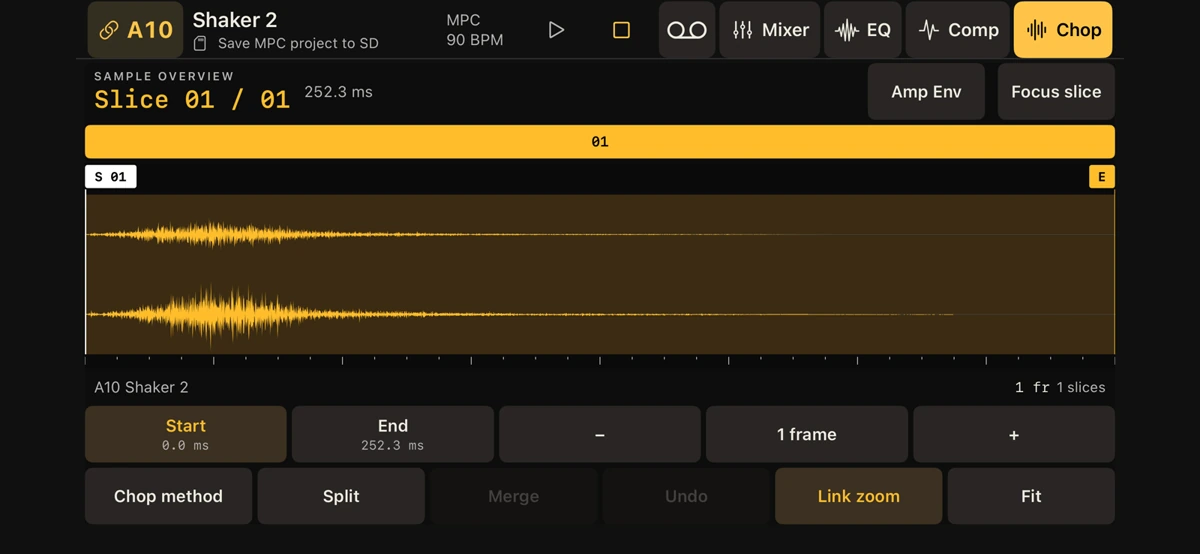 A10
Shaker 2
Save MPC project to SD
MPC
90 BPM
Mixer
EQ
Comp
Chop
SAMPLE OVERVIEW
Slice 01 / 01
252.3 ms
Amp Env
Focus slice
01
S 01
E
A10 Shaker 2
1 fr 1 slices
Start
0.0 ms
End
252.3 ms
−
1 frame
+
Chop method
Split
Merge
Undo
Link zoom
Fit